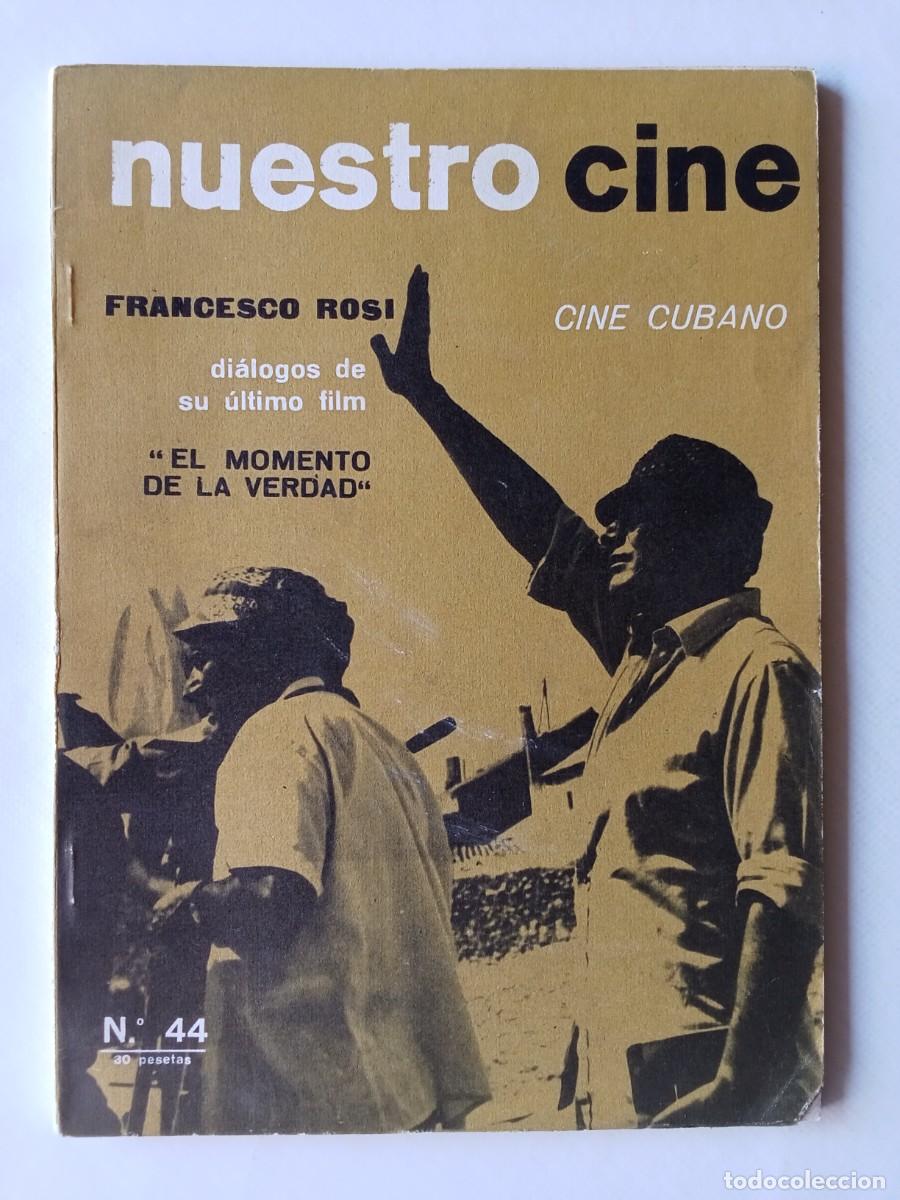 nuestro cine
FRANCESCO ROSI
CINE CUBANO
diálogos de
su último film
“EL MOMENTO
DE LA VERDAD“
N.º 44
30 pesetas
todocoleccion